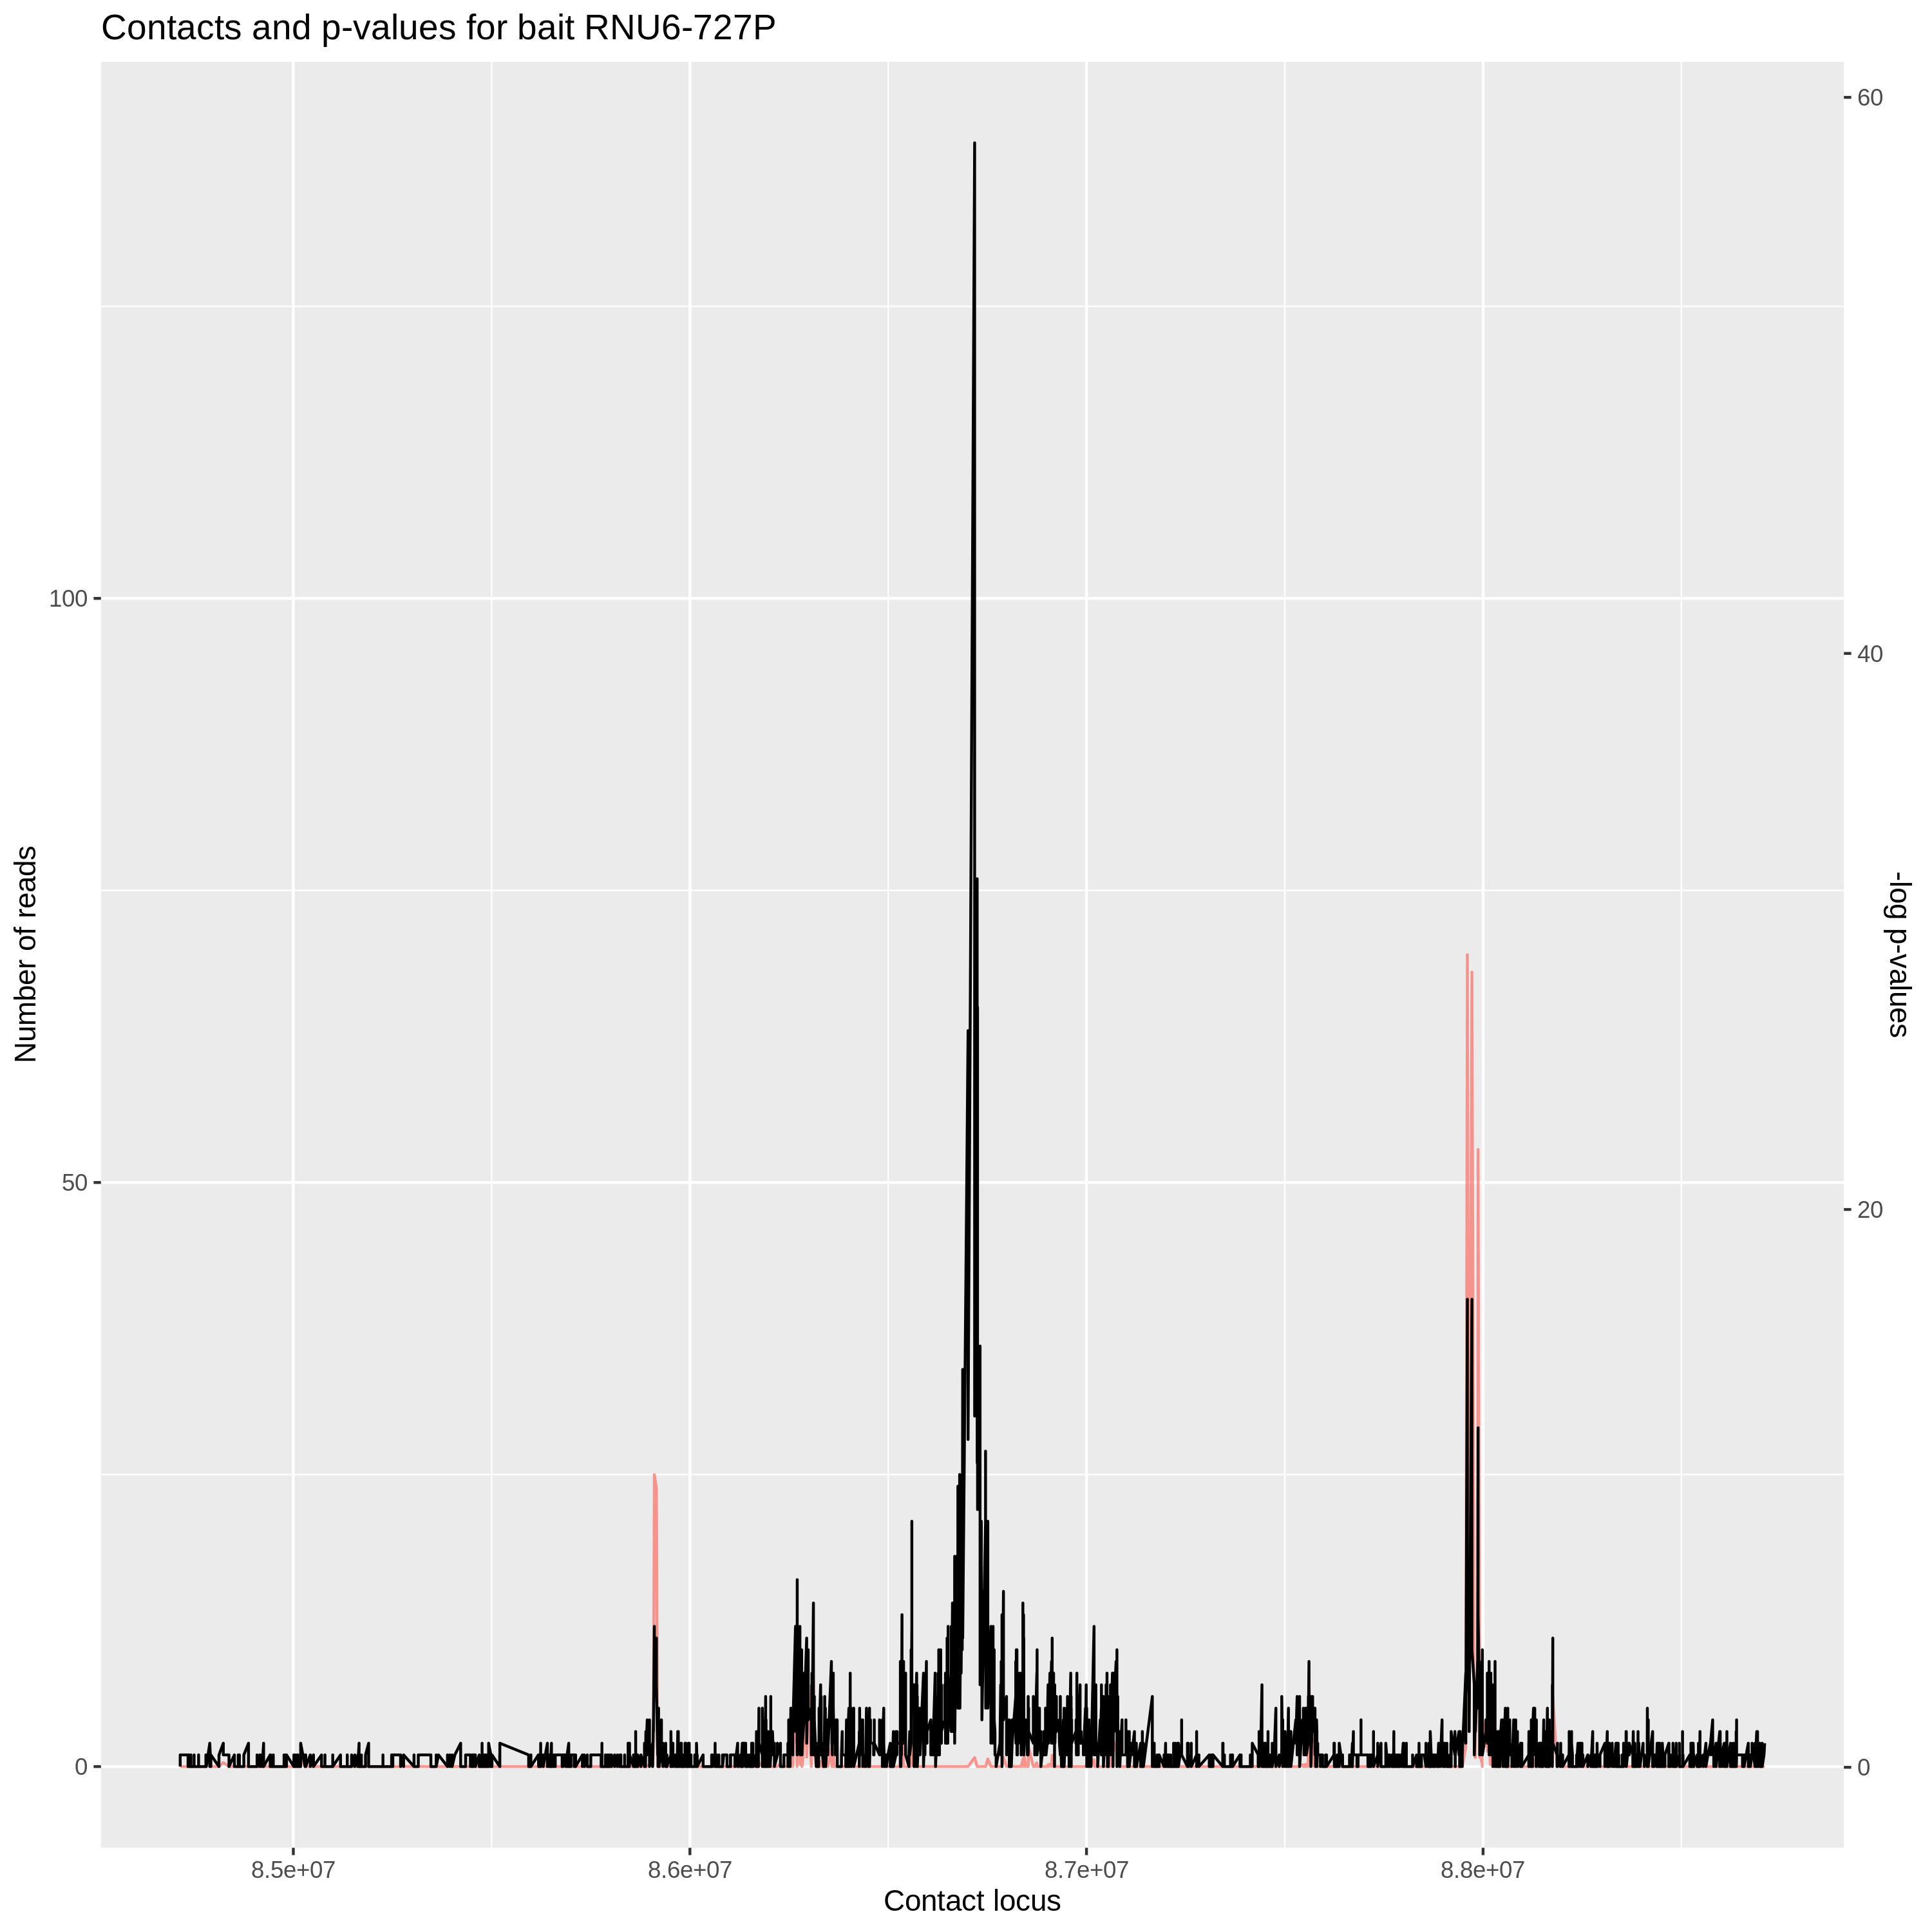 Contacts and p-values for bait RNU6-727P
Number of reads
100
50
0
60
40
20
0
-log p-values
8.5e+07
8.6e+07
8.7e+07
8.8e+07
Contact locus